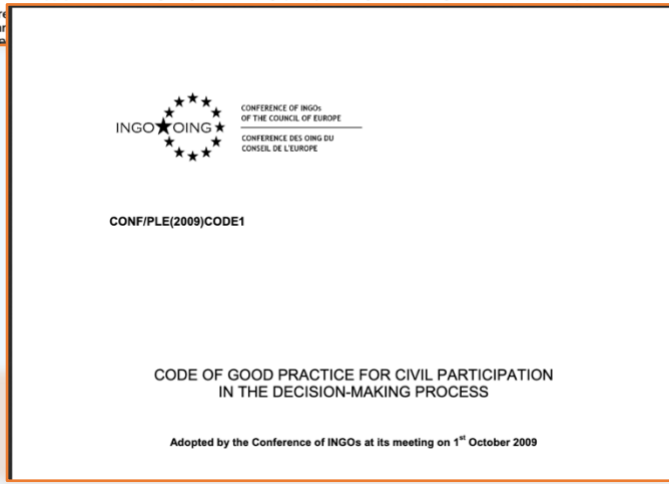 INGO OING
CONFERENCE OF INGOs
OF THE COUNCIL OF EUROPE
CONFERENCE DES OING DU
CONSEIL DE L'EUROPE
CONF/PLE(2009)CODE1
CODE OF GOOD PRACTICE FOR CIVIL PARTICIPATION
IN THE DECISION-MAKING PROCESS
Adopted by the Conference of INGOs at its meeting on 1st October 2009